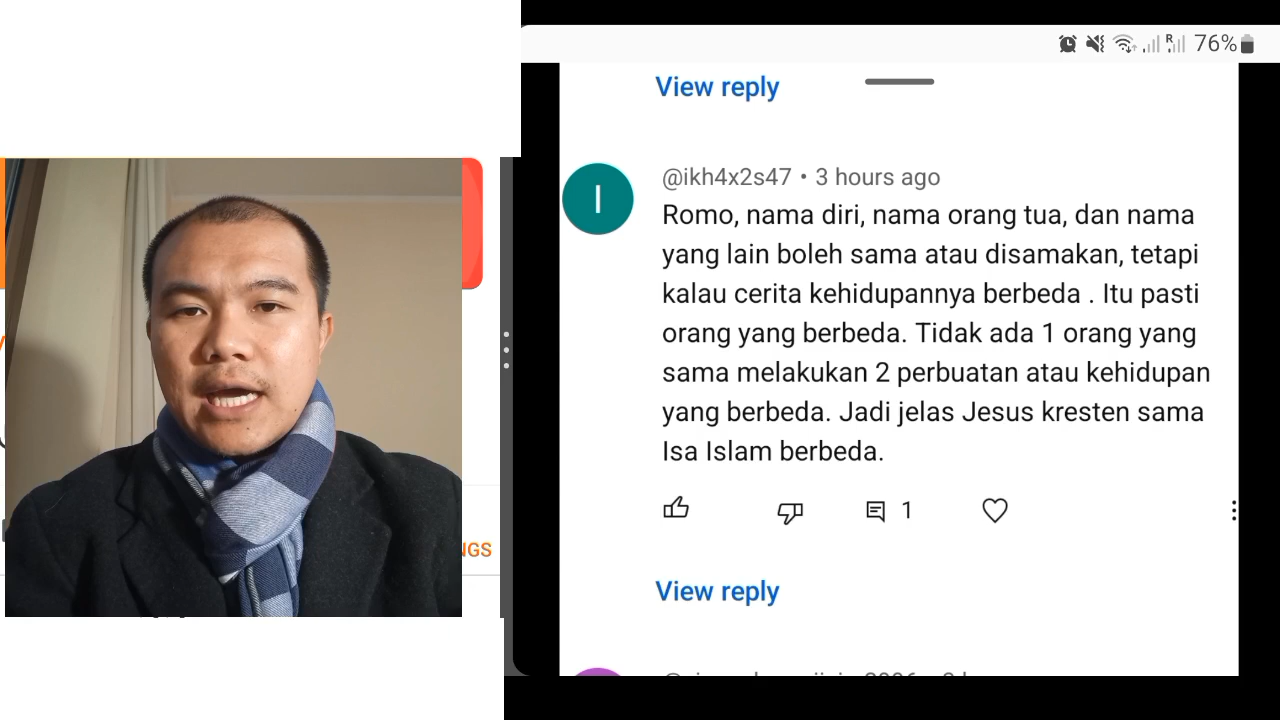 76%
View reply
I
@ikh4x2s47 • 3 hours ago
Romo, nama diri, nama orang tua, dan nama
yang lain boleh sama atau disamakan, tetapi
kalau cerita kehidupannya berbeda . Itu pasti
orang yang berbeda. Tidak ada 1 orang yang
sama melakukan 2 perbuatan atau kehidupan
yang berbeda. Jadi jelas Jesus kresten sama
Isa Islam berbeda.
1
NGS
View reply